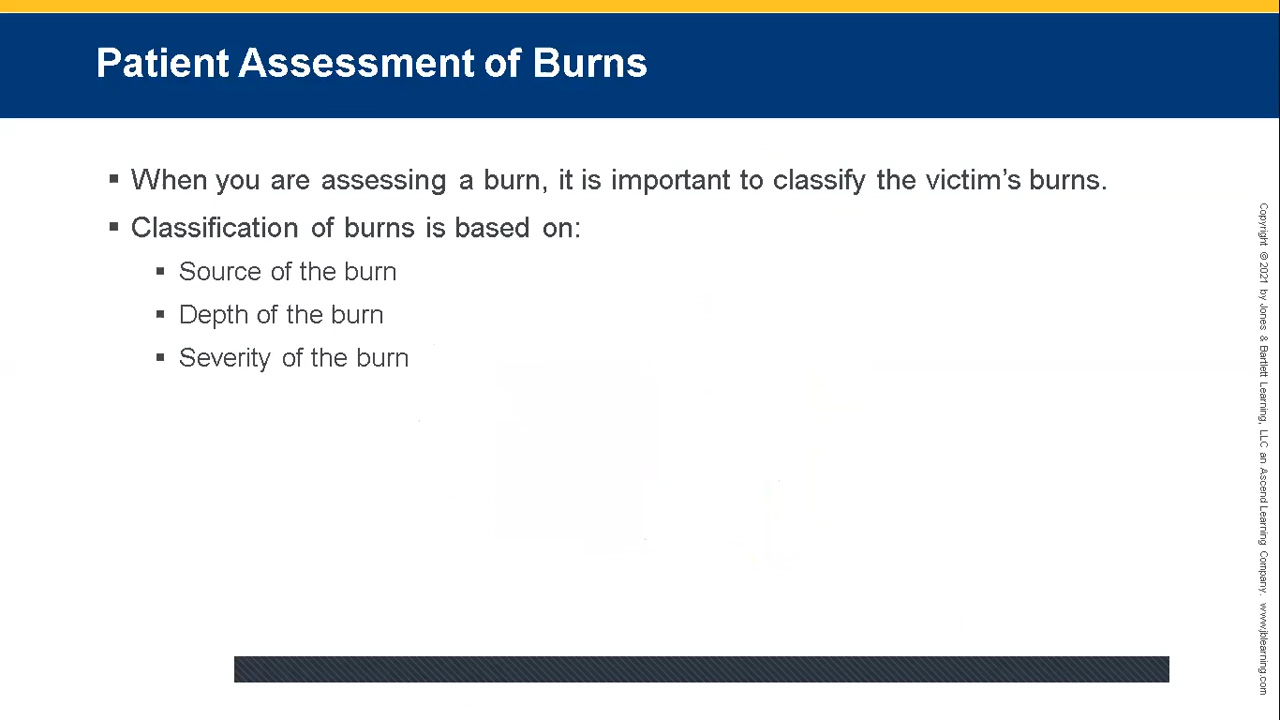 Patient Assessment of Burns
▪ When you are assessing a burn, it is important to classify the victim's burns.
▪ Classification of burns is based on:
▪ Source of the burn
▪ Depth of the burn
▪ Severity of the burn
Copyright © 2021 by Jones & Bartlett Learning, LLC an Ascend Learning Company. www.jblearning.com